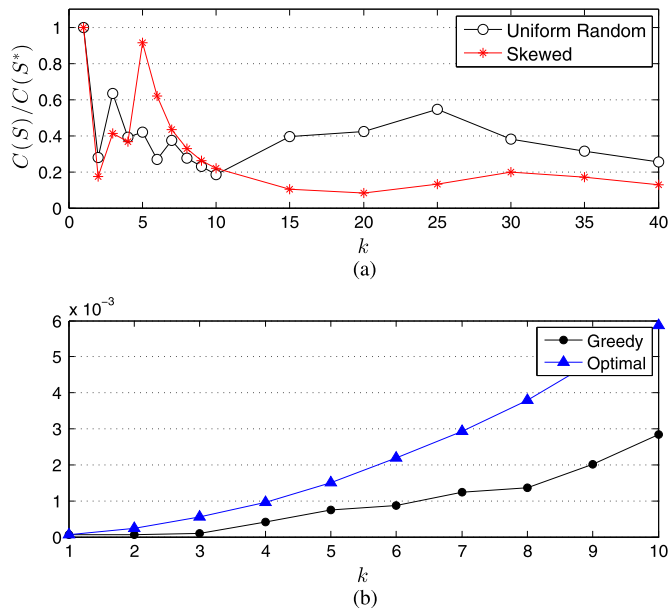 Uniform Random
Skewed
C(S)/C(S*)
1
0.8
0.6
0.4
0.2
0
0 5 10 15 20 25 30 35 40
k
(a)
x 10⁻³
Greedy
Optimal
6
5
4
3
2
1
0
1 2 3 4 5 6 7 8 9 10
k
(b)